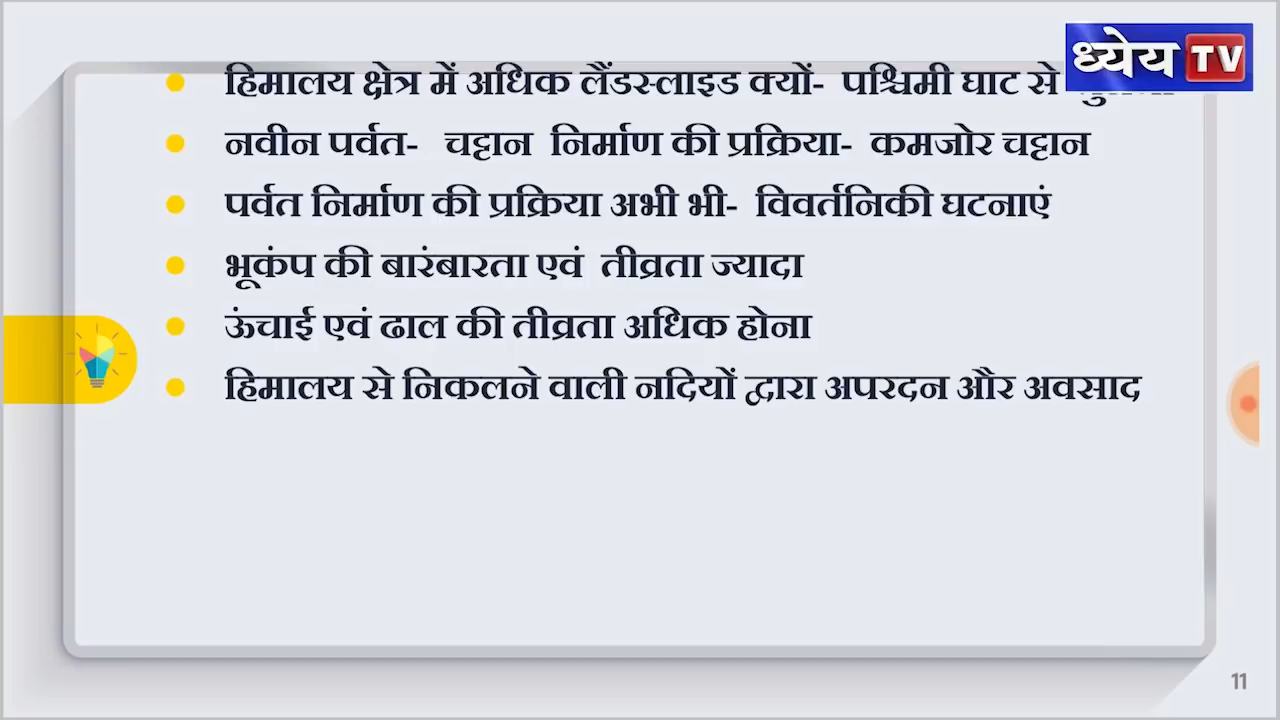 ध्येय TV
हिमालय क्षेत्र में अधिक लैंडस्लाइड क्यों- पश्चिमी घाट से
नवीन पर्वत- चट्टान निर्माण की प्रक्रिया- कमजोर चट्टान
पर्वत निर्माण की प्रक्रिया अभी भी- विवर्तनिकी घटनाएं
भूकंप की बारंबारता एवं तीव्रता ज्यादा
ऊंचाई एवं ढाल की तीव्रता अधिक होना
हिमालय से निकलने वाली नदियों द्वारा अपरदन और अवसाद
11